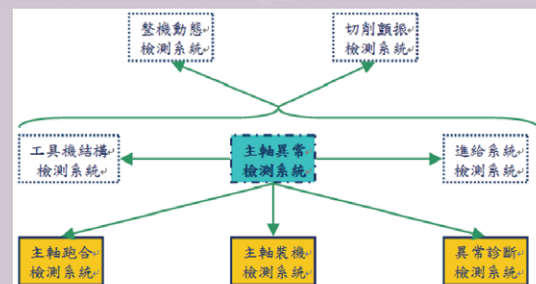 整機動態
檢測系統
切削顫振
檢測系統
工具機結構
檢測系統
主軸異常
檢測系統
進給系統
檢測系統
主軸跑合
檢測系統
主軸裝機
檢測系統
異常診斷
檢測系統